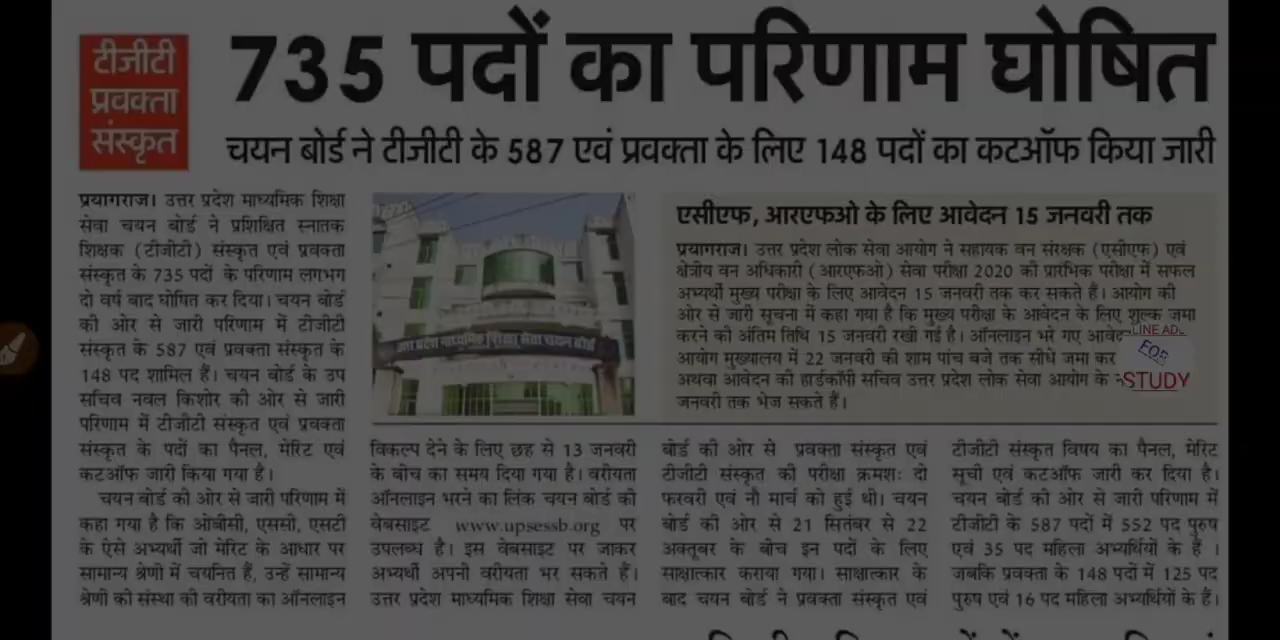 टीजीटी
प्रवक्ता
संस्कृत
735 पदों का परिणाम घोषित
चयन बोर्ड ने टीजीटी के 587 एवं प्रवक्ता के लिए 148 पदों का कटऑफ किया जारी
प्रयागराज। उत्तर प्रदेश माध्यमिक शिक्षा
सेवा चयन बोर्ड ने प्रशिक्षित स्नातक
शिक्षक (टीजीटी) संस्कृत एवं प्रवक्ता
संस्कृत के 735 पदों के परिणाम लगभग
दो वर्ष बाद घोषित कर दिया। चयन बोर्ड
की ओर से जारी परिणाम में टीजीटी
संस्कृत के 587 एवं प्रवक्ता संस्कृत के
148 पद शामिल हैं। चयन बोर्ड के उप
सचिव नवल किशोर की ओर से जारी
परिणाम में टीजीटी संस्कृत एवं प्रवक्ता
संस्कृत के पदों का पैनल, मेरिट एवं
कटऑफ जारी किया गया है।
चयन बोर्ड की ओर से जारी परिणाम में
कहा गया है कि ओबीसी, एससी, एसटी
के ऐसे अभ्यर्थी जो मेरिट के आधार पर
सामान्य श्रेणी में चयनित हैं, उन्हें सामान्य
श्रेणी की संस्था की वरीयता का ऑनलाइन
उत्तर प्रदेश माध्यमिक शिक्षा सेवा चयन बोर्ड
विकल्प देने के लिए छह से 13 जनवरी
के बीच का समय दिया गया है। वरीयता
ऑनलाइन भरने का लिंक चयन बोर्ड की
वेबसाइट www.upsessb.org पर
उपलब्ध है। इस वेबसाइट पर जाकर
अभ्यर्थी अपनी वरीयता भर सकते हैं।
उत्तर प्रदेश माध्यमिक शिक्षा सेवा चयन
एसीएफ, आरएफओ के लिए आवेदन 15 जनवरी तक
प्रयागराज। उत्तर प्रदेश लोक सेवा आयोग ने सहायक वन संरक्षक (एसीएफ) एवं
क्षेत्रीय वन अधिकारी (आरएफओ) सेवा परीक्षा 2020 की प्रारंभिक परीक्षा में सफल
अभ्यर्थी मुख्य परीक्षा के लिए आवेदन 15 जनवरी तक कर सकते हैं। आयोग की
ओर से जारी सूचना में कहा गया है कि मुख्य परीक्षा के आवेदन के लिए शुल्क जमा
करने की अंतिम तिथि 15 जनवरी रखी गई है। ऑनलाइन भरे गए
आयोग मुख्यालय में 22 जनवरी की शाम पांच बजे तक सीधे जमा कर
अथवा आवेदन की हार्डकॉपी सचिव उत्तर प्रदेश लोक सेवा आयोग के
जनवरी तक भेज सकते हैं।
FOR
STUDY
बोर्ड की ओर से प्रवक्ता संस्कृत एवं
टीजीटी संस्कृत की परीक्षा क्रमशः दो
फरवरी एवं नौ मार्च को हुई थी। चयन
बोर्ड की ओर से 21 सितंबर से 22
अक्तूबर के बीच इन पदों के लिए
साक्षात्कार कराया गया। साक्षात्कार के
बाद चयन बोर्ड ने प्रवक्ता संस्कृत एवं
टीजीटी संस्कृत विषय का पैनल, मेरिट
सूची एवं कटऑफ जारी कर दिया है।
चयन बोर्ड की ओर से जारी परिणाम में
टीजीटी के 587 पदों में 552 पद पुरुष
एवं 35 पद महिला अभ्यर्थियों के हैं ।
जबकि प्रवक्ता के 148 पदों में 125 पद
पुरुष एवं 16 पद महिला अभ्यर्थियों के हैं।